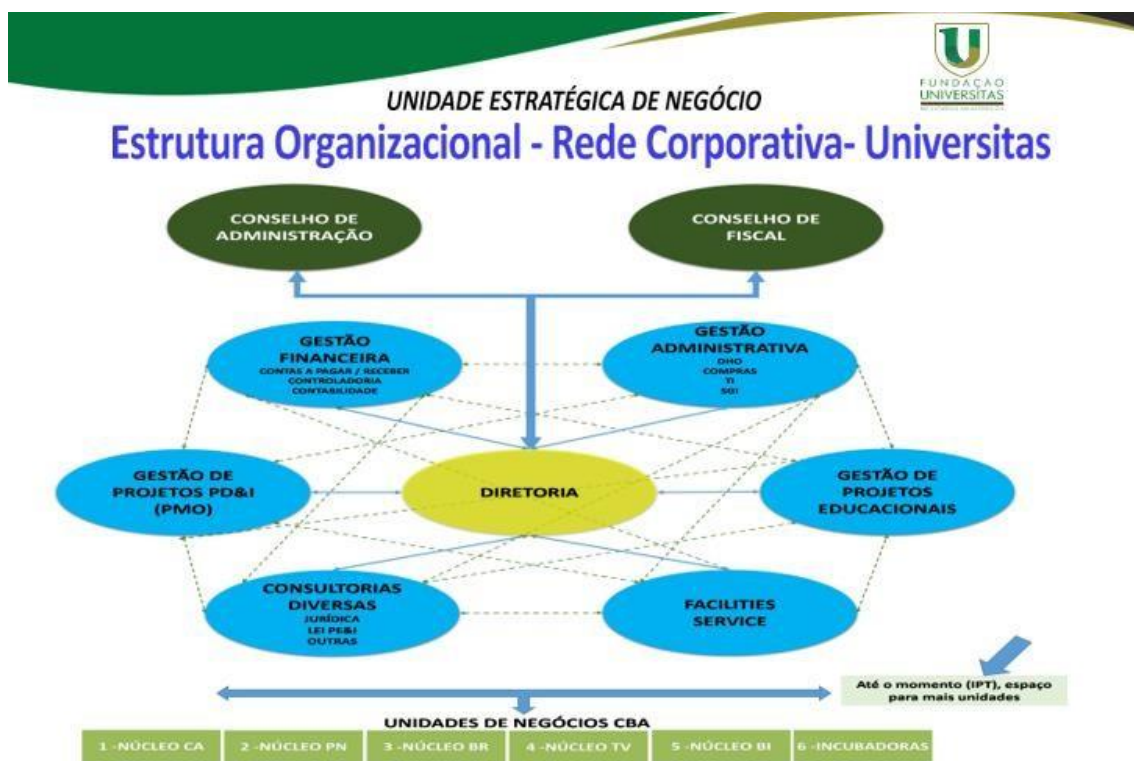 FUNDAÇÃO
UNIVERSITAS
UNIDADE ESTRATÉGICA DE NEGÓCIO
Estrutura Organizacional - Rede Corporativa- Universitas
CONSELHO DE
ADMINISTRAÇÃO
CONSELHO DE
FISCAL
GESTÃO
FINANCEIRA
CONTAS A PAGAR / RECEBER
CONTROLADORIA
CONTABILIDADE
GESTÃO
ADMINISTRATIVA
DHO
COMPRAS
TI
SGI
GESTÃO DE
PROJETOS PD&I
(PMO)
DIRETORIA
GESTÃO DE
PROJETOS
EDUCACIONAIS
CONSULTORIAS
DIVERSAS
JURÍDICA
LEI PE&I
OUTRAS
FACILITIES
SERVICE
Até o momento (IPT), espaço
para mais unidades
UNIDADES DE NEGÓCIOS CBA
1 -NÚCLEO CA
2 -NÚCLEO PN
3 -NÚCLEO BR
4 -NÚCLEO TV
5 -NÚCLEO BI
6 -INCUBADORAS